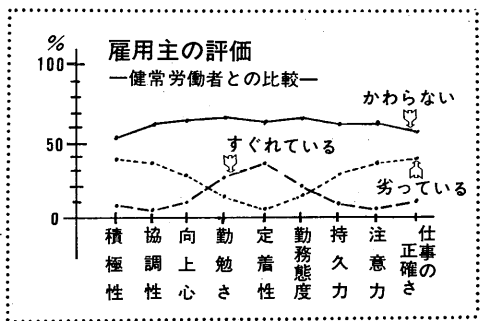 %
雇用主の評価
100
―健常労働者との比較―
かわらない
50
すぐれている
劣っている
0
積極性
協調性
向上心
勤勉さ
定着性
勤務態度
持久力
注意力
仕事の正確さ